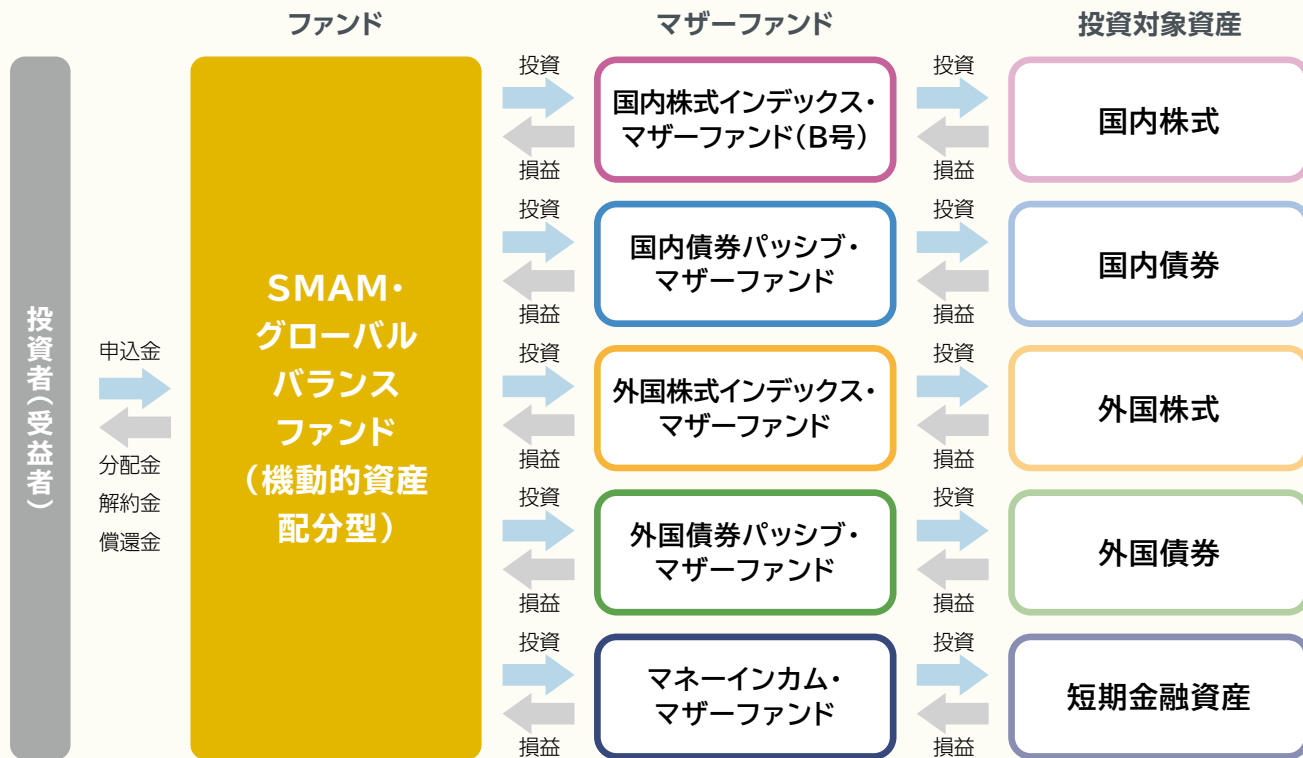 ファンド
マザーファンド
投資対象資産
投資者（受益者）
申込金
分配金
解約金
償還金
SMAM・
グローバル
バランス
ファンド
（機動的資産
配分型）
投資
損益
国内株式インデックス・
マザーファンド（B号）
投資
損益
国内株式
投資
損益
国内債券パッシブ・
マザーファンド
投資
損益
国内債券
投資
損益
外国株式インデックス・
マザーファンド
投資
損益
外国株式
投資
損益
外国債券パッシブ・
マザーファンド
投資
損益
外国債券
投資
損益
マネーインカム・
マザーファンド
投資
損益
短期金融資産